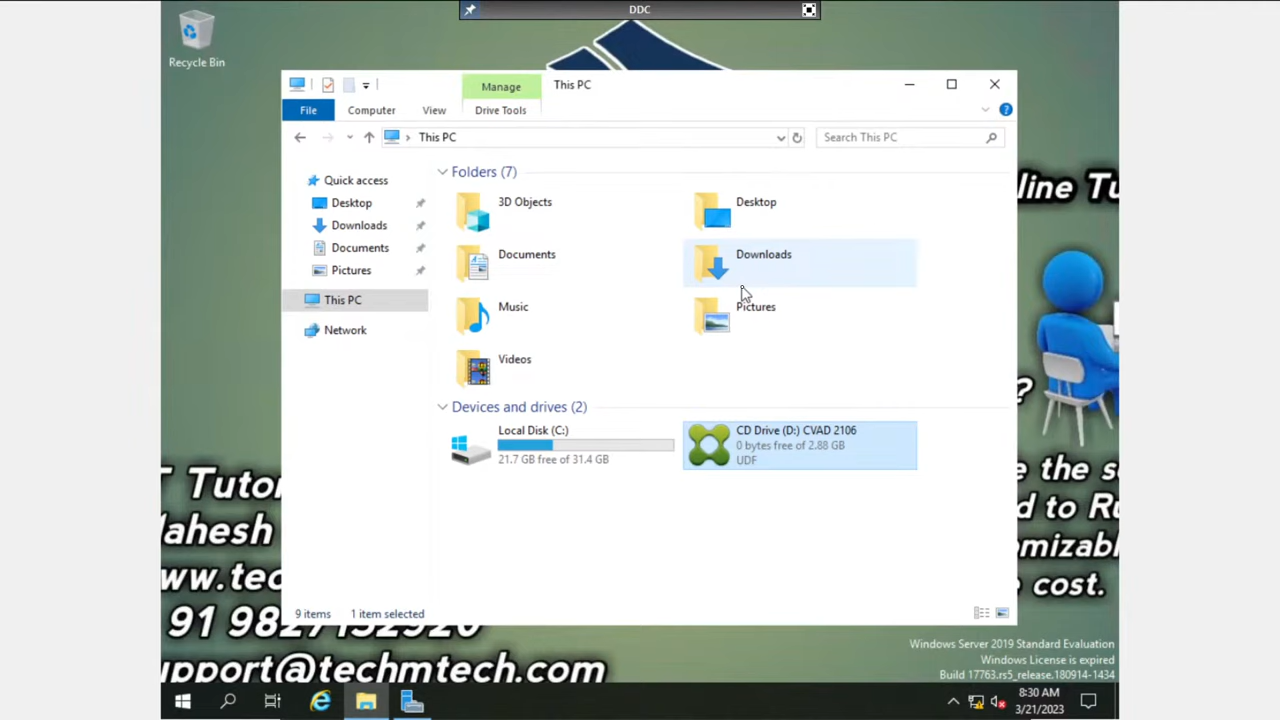 DDC
Recycle Bin
Manage
This PC
File
Computer
View
Drive Tools
This PC
Search This PC
Quick access
Desktop
Downloads
Documents
Pictures
This PC
Network
Folders (7)
3D Objects
Desktop
Documents
Downloads
Music
Pictures
Videos
Devices and drives (2)
Local Disk (C:)
21.7 GB free of 31.4 GB
CD Drive (D:) CVAD 2106
0 bytes free of 2.88 GB
UDF
9 items
1 item selected
T Tutor
ahesh
ww.tec
91 982
upport@techmtech.com
line Tu
?
e the s
d to Ru
omizabl
cost.
Windows Server 2019 Standard Evaluation
Windows License is expired
Build 17763.rs5_release.180914-1434
8:30 AM
3/21/2023